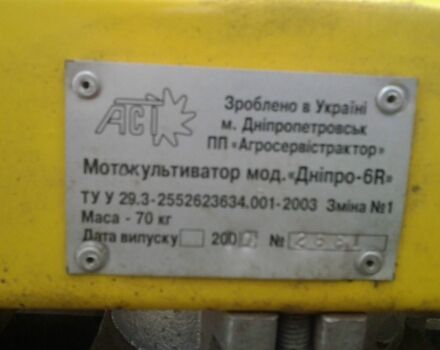 АСТ
Зроблено в Україні
м. Дніпропетровськ
ПП «Агросервістрактор»
Мотокультиватор мод.«Дніпро-6R»
ТУ У 29.3-2552623634.001-2003 Зміна №1
Маса - 70 кг
Дата випуску 200 №